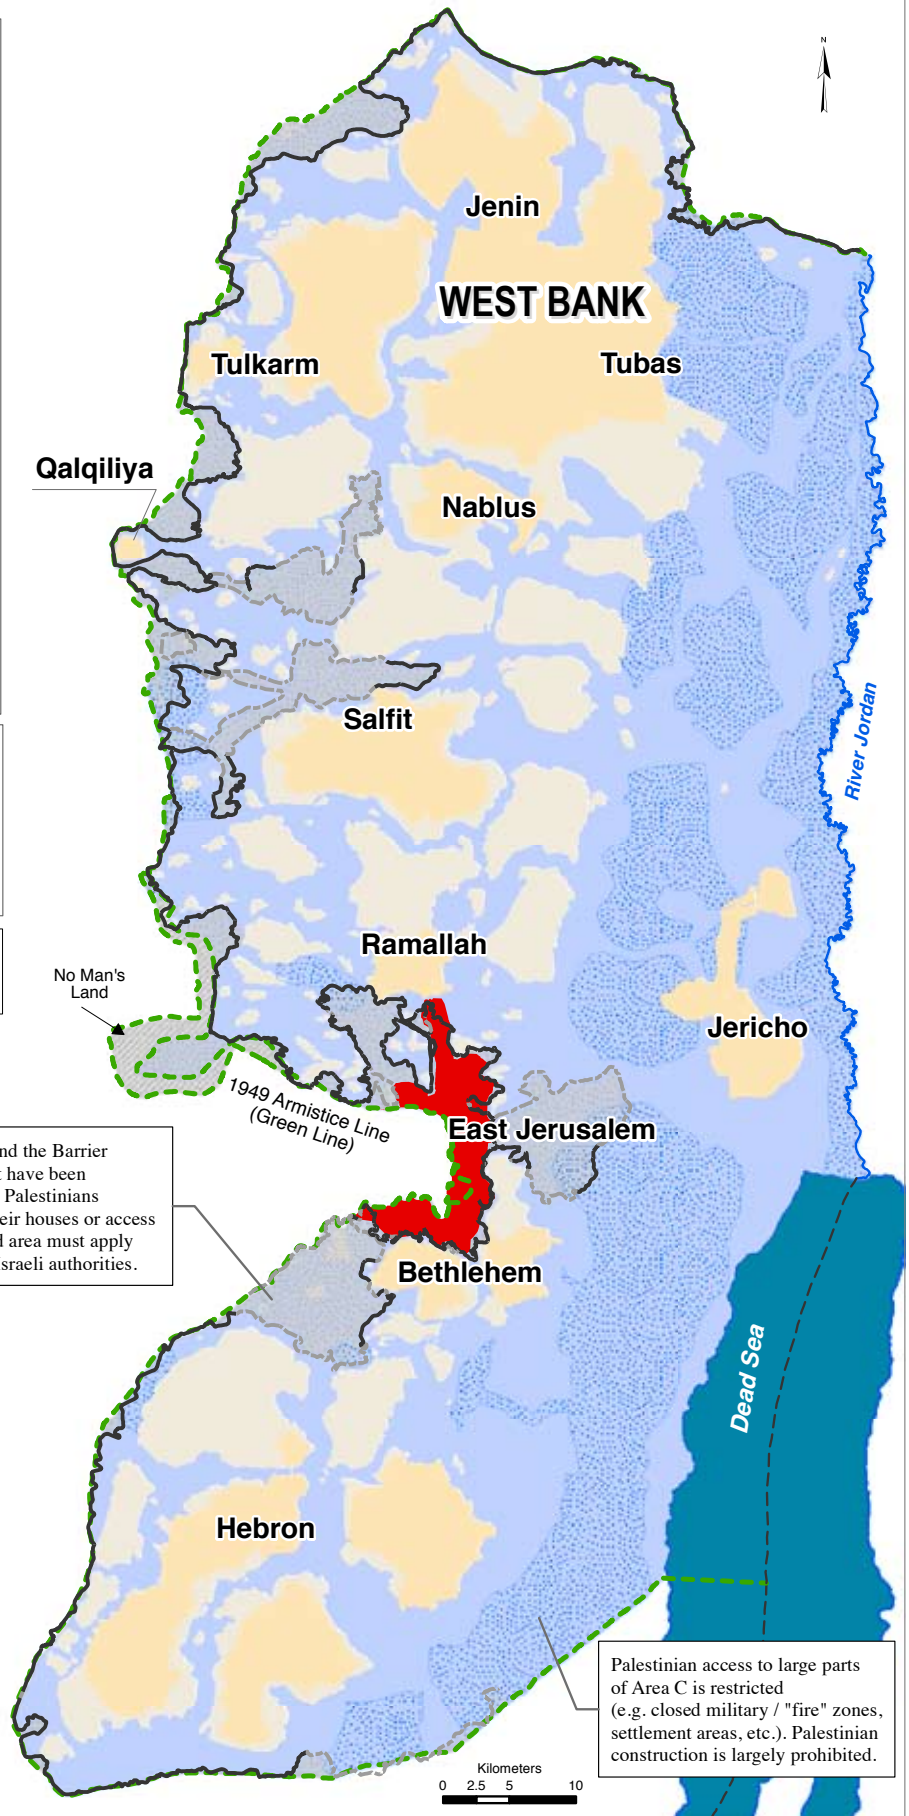 N
Jenin
WEST BANK
Tulkarm
Tubas
Qalqiliya
Nablus
Salfit
River Jordan
Ramallah
No Man's
Land
Jericho
1949 Armistice Line
(Green Line)
East Jerusalem
the Barrier
have been
Palestinians
houses or access
area must apply
Israeli authorities.
Bethlehem
Dead Sea
Hebron
Palestinian access to large parts
of Area C is restricted
(e.g. closed military / "fire" zones,
settlement areas, etc.). Palestinian
construction is largely prohibited.
Kilometers
0 2.5 5 10